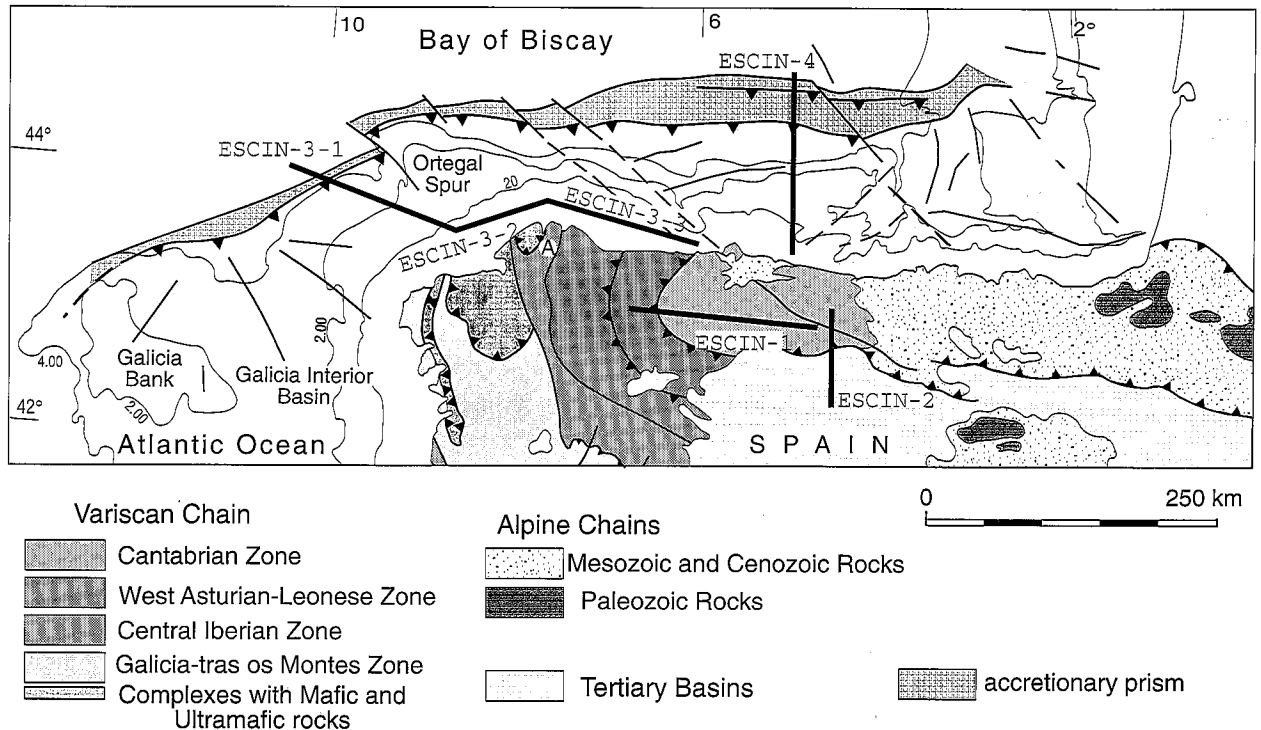 10
6
2°
Bay of Biscay
ESCIN-4
44°
ESCIN-3-1
Ortegal
Spur
20
ESCIN-3-3
ESCIN-3-2
A
ESCIN-1
2.00
4.00
Galicia
Bank
Galicia Interior
Basin
2.00
42°
ESCIN-2
Atlantic Ocean
SPAIN
0
250 km
Variscan Chain
Cantabrian Zone
West Asturian-Leonese Zone
Central Iberian Zone
Galicia-tras os Montes Zone
Complexes with Mafic and
Ultramafic rocks
Alpine Chains
Mesozoic and Cenozoic Rocks
Paleozoic Rocks
Tertiary Basins
accretionary prism